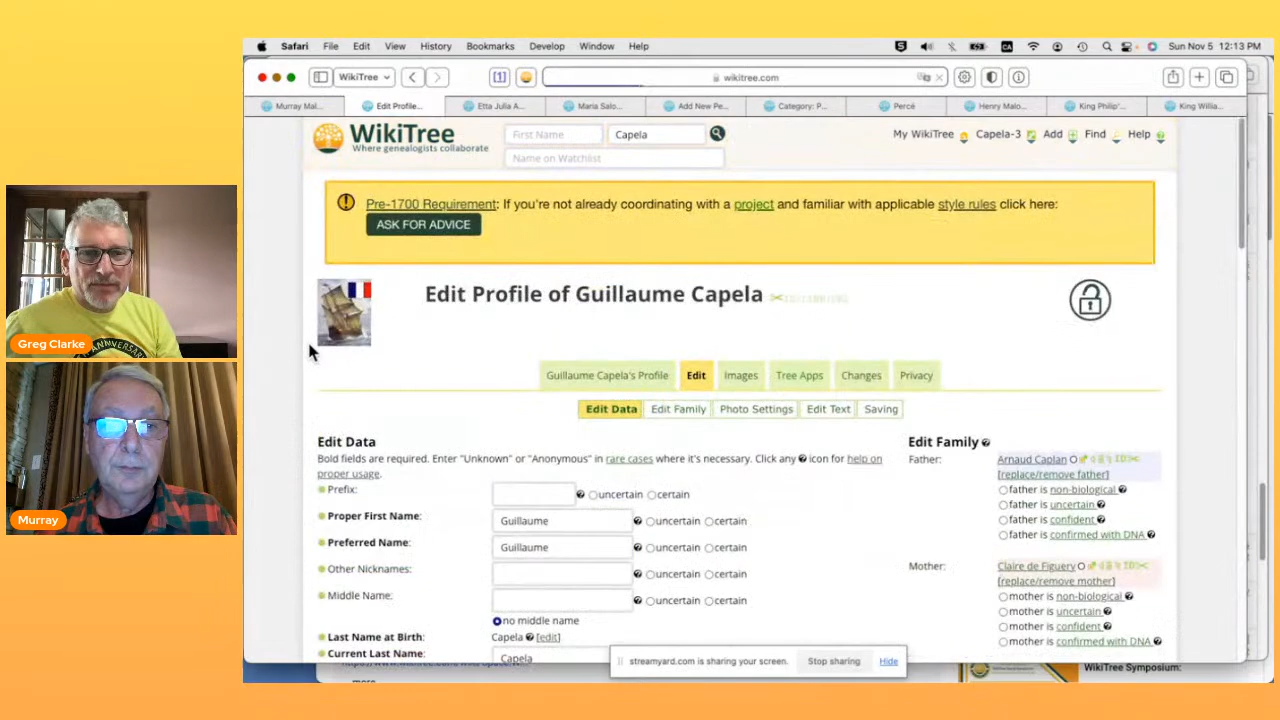 Safari File Edit View History Bookmarks Develop Window Help
CA
Sun Nov 5 12:13 PM
WikiTree
[1]
wikitree.com
Murray Mal...
Edit Profile...
Etta Julia A...
Maria Salo...
Add New Pe...
Category: P...
Percé
Henry Malo...
King Philip'...
King Willia...
WikiTree
Where genealogists collaborate
First Name
Capela
Name on Watchlist
My WikiTree
Capela-3
Add
Find
Help
Pre-1700 Requirement: If you're not already coordinating with a project and familiar with applicable style rules click here:
ASK FOR ADVICE
Edit Profile of Guillaume Capela
Guillaume Capela's Profile
Edit
Images
Tree Apps
Changes
Privacy
Edit Data
Edit Family
Photo Settings
Edit Text
Saving
Edit Data
Bold fields are required. Enter "Unknown" or "Anonymous" in rare cases where it's necessary. Click any ? icon for help on
proper usage.
Prefix: uncertain certain
Proper First Name: Guillaume uncertain certain
Preferred Name: Guillaume uncertain certain
Other Nicknames: uncertain certain
Middle Name: uncertain certain
no middle name
Last Name at Birth: Capela [edit]
Current Last Name: Capela
Edit Family
Father: Arnaud Caplan
[replace/remove father]
father is non-biological
father is uncertain
father is confident
father is confirmed with DNA
Mother: Claire de Figuery
[replace/remove mother]
mother is non-biological
mother is uncertain
mother is confident
mother is confirmed with DNA
streamyard.com is sharing your screen. Stop sharing Hide
more
WikiTree Symposium:
Greg Clarke
Murray